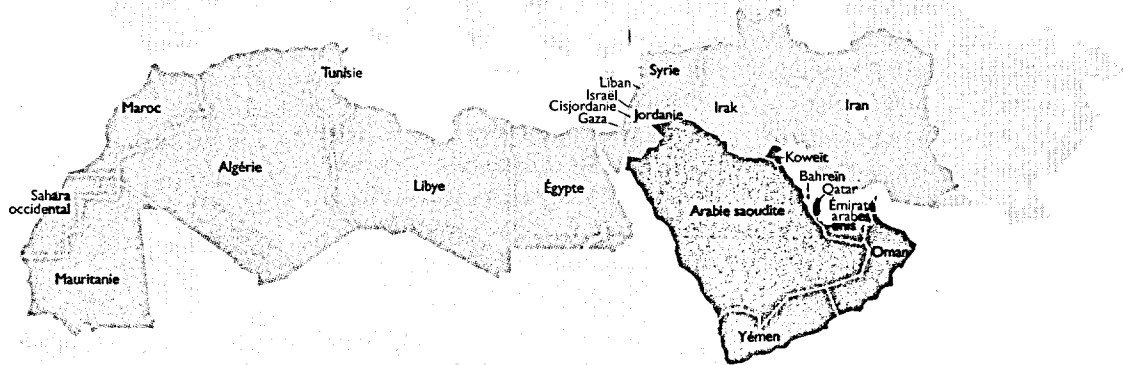 Tunisie
Maroc
Algérie
Sahara
occidental
Mauritanie
Libye
Égypte
Liban
Israël
Cisjordanie
Gaza
Syrie
Jordanie
Irak
Iran
Koweït
Bahreïn
Qatar
Émirats
arabes
unis
Arabie saoudite
Oman
Yémen